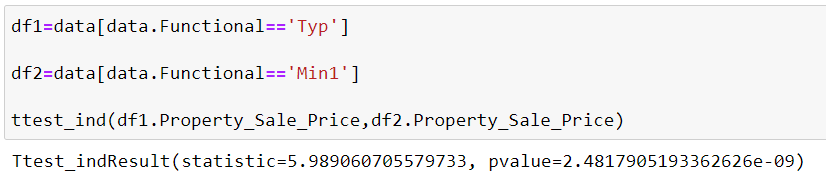 df1=data[data.Functional=='Typ']
df2=data[data.Functional=='Min1']
ttest_ind(df1.Property_Sale_Price,df2.Property_Sale_Price)
Ttest_indResult(statistic=5.989060705579733, pvalue=2.4817905193362626e-09)